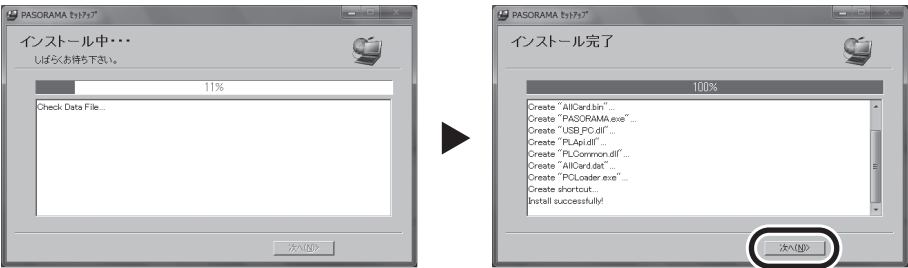 PASORAMA ｾｯﾄｱｯﾌﾟ
インストール中・・・
しばらくお待ち下さい。
11%
Check Data File...
次へ(N)>
PASORAMA ｾｯﾄｱｯﾌﾟ
インストール完了
100%
Create "AllCard.bin"...
Create "PASORAMA.exe"...
Create "USB_PC.dll"...
Create "PLApi.dll"...
Create "PLCommon.dll"...
Create "AllCard.dat"...
Create "PCLoader.exe"...
Create shortcut...
Install successfully!
次へ(N)>